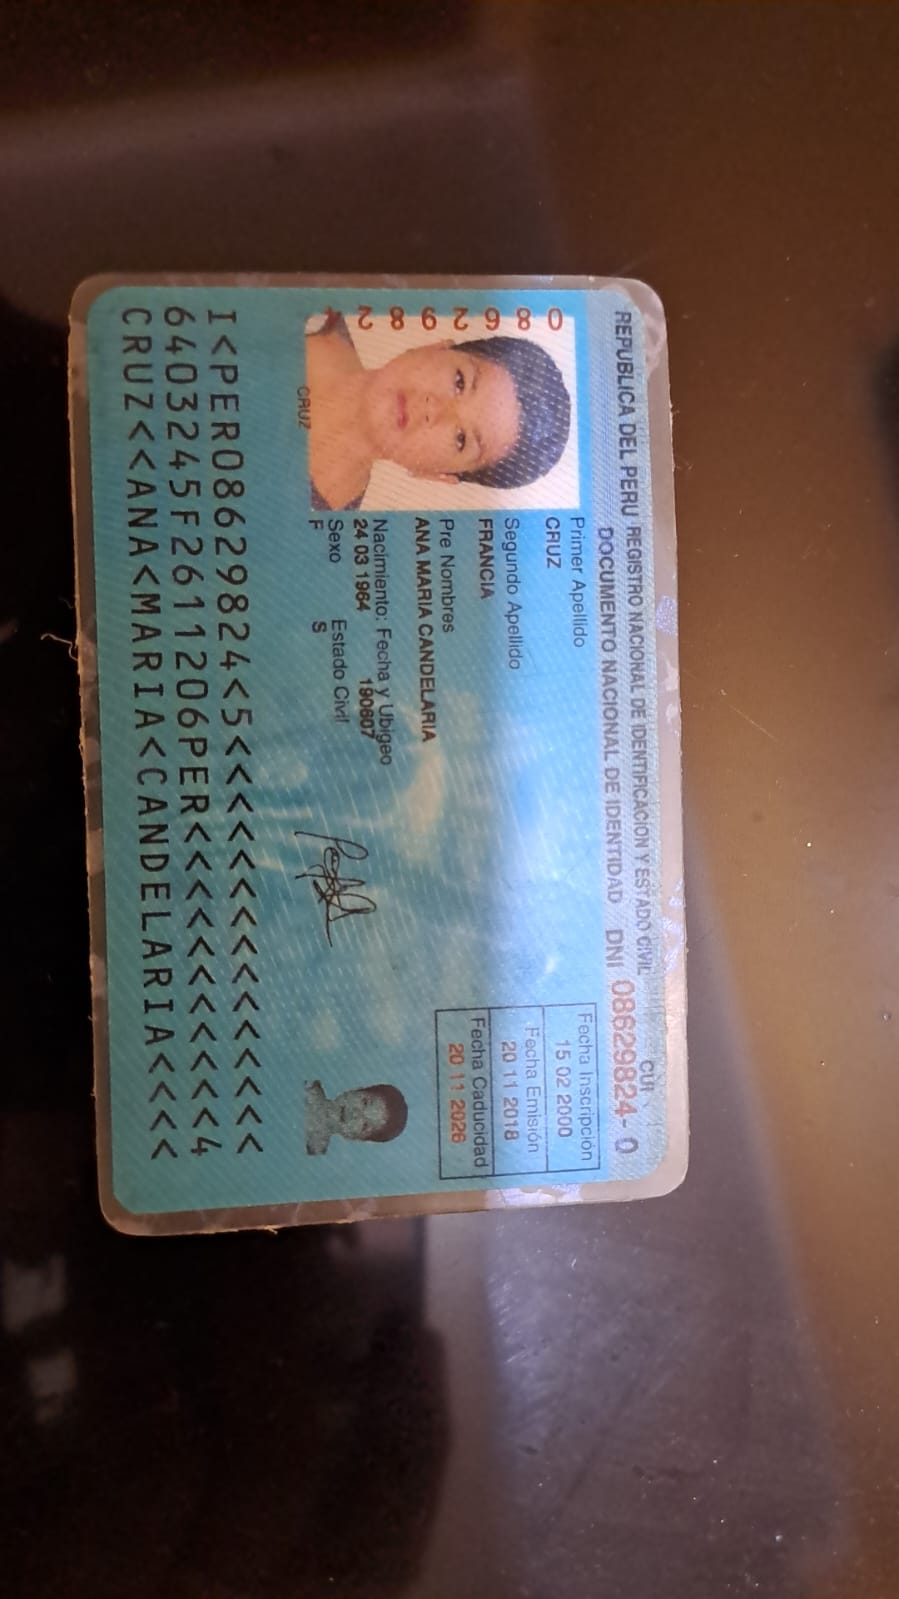 REPUBLICA DEL PERU REGISTRO NACIONAL DE IDENTIFICACION Y ESTADO CIVIL
CUI
DOCUMENTO NACIONAL DE IDENTIDAD DNI 08629824 - 0
Primer Apellido
CRUZ
Segundo Apellido
FRANCIA
Pre Nombres
ANA MARIA CANDELARIA
Nacimiento: Fecha y Ubigeo
24 03 1964 190607
Sexo Estado Civil
F S
Fecha Inscripción
15 02 2000
Fecha Emisión
20 11 2018
Fecha Caducidad
20 11 2026
08629824
CRUZ
I<PER08629824<5<<<<<<<<<<<<<<<
6403245F2611206PER<<<<<<<<<<<4
CRUZ<<ANA<MARIA<CANDELARIA<<<<